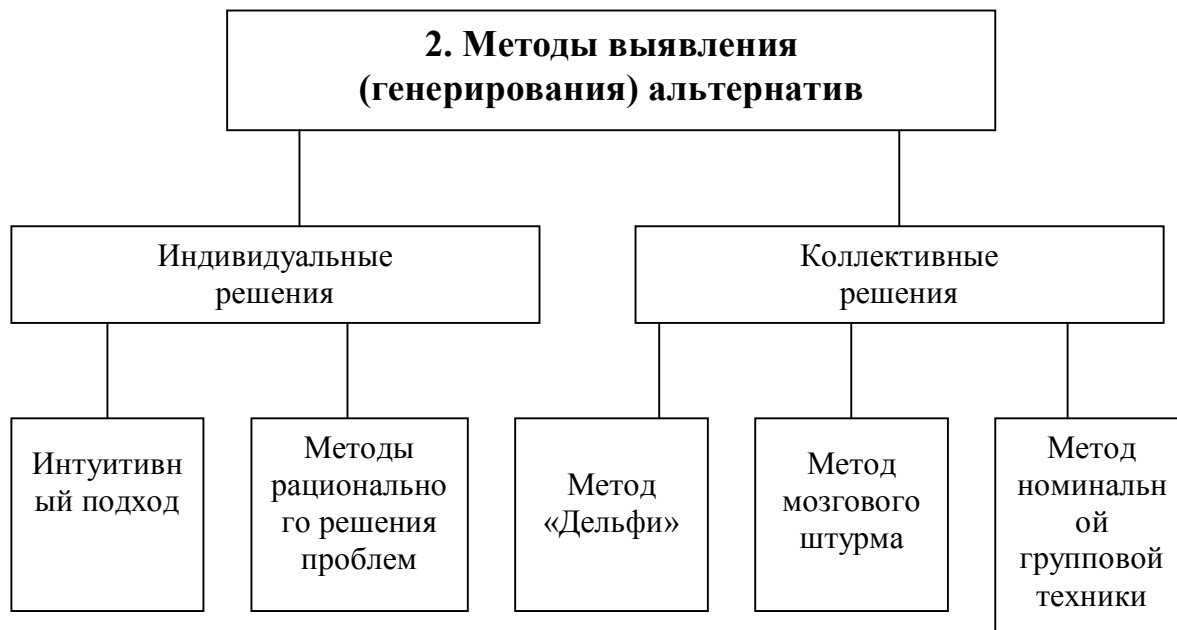 2. Методы выявления
(генерирования) альтернатив
Индивидуальные
решения
Коллективные
решения
Интуитивн
ый подход
Методы
рационально
го решения
проблем
Метод
«Дельфи»
Метод
мозгового
штурма
Метод
номинальн
ой
групповой
техники